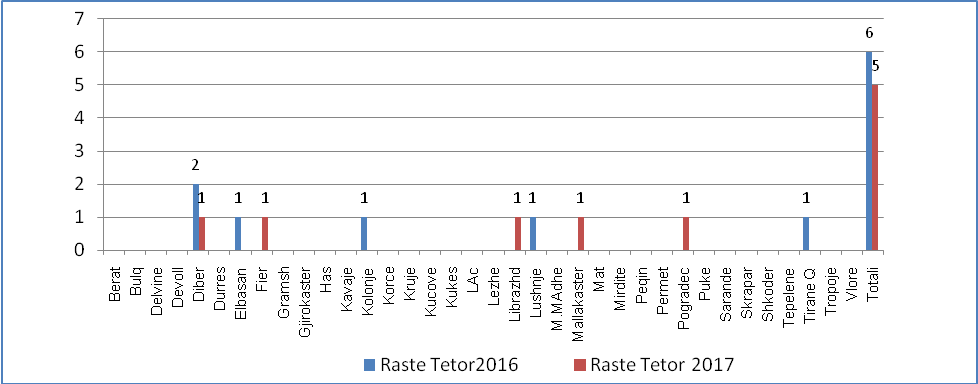 7
6
5
4
3
2
1
0
2
1
1
1
1
1
1
1
1
1
6
5
Berat
Bulq
Delvine
Devoll
Diber
Durres
Elbasan
Fier
Gramsh
Gjirokaster
Has
Kavaje
Kolonje
Korce
Kruje
Kucove
Kukes
LAc
Lezhe
Librazhd
Lushnje
M.MAdhe
Mallakaster
Mat
Mirdte
Peqin
Permet
Pogradec
Puke
Sarande
Skrapar
Shkoder
Tepelene
Tirane Q
Tropoje
Vlore
Totali
Raste Tetor2016 Raste Tetor 2017